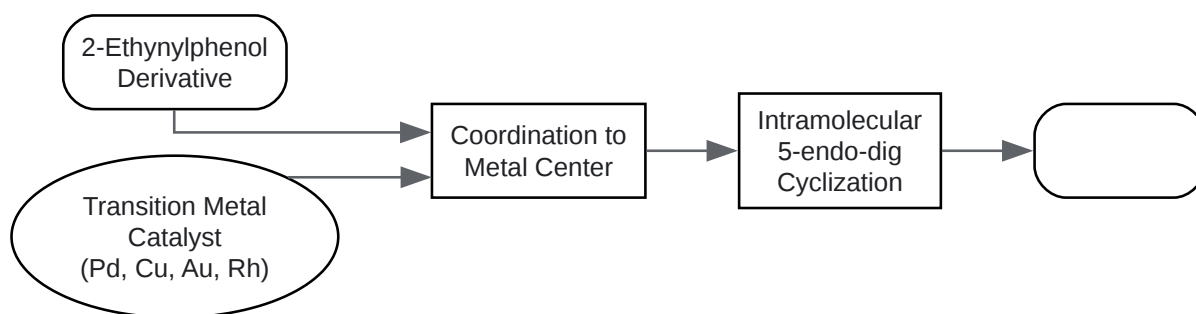 2-Ethynylphenol
Derivative
Transition Metal
Catalyst
(Pd, Cu, Au, Rh)
Coordination to
Metal Center
Intramolecular
5-endo-dig
Cyclization